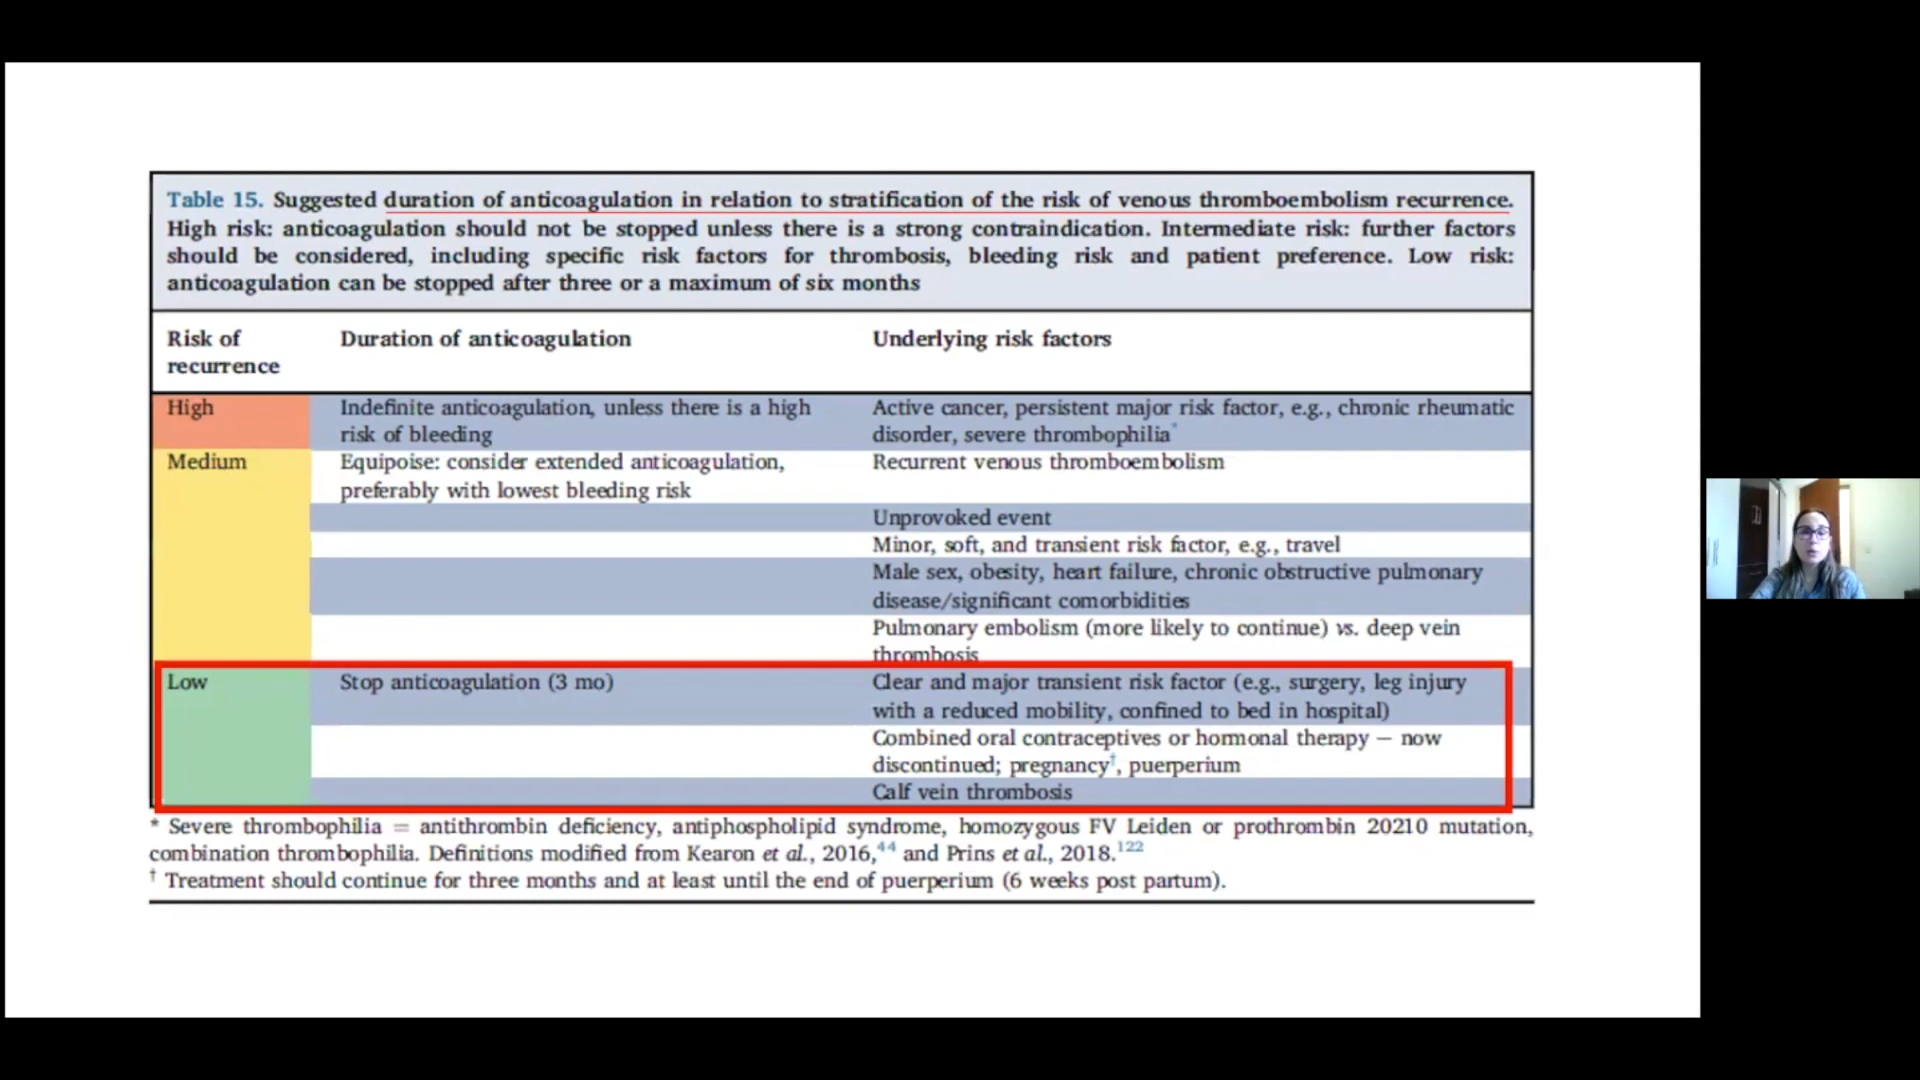 Table 15. Suggested duration of anticoagulation in relation to stratification of the risk of venous thromboembolism recurrence.
High risk: anticoagulation should not be stopped unless there is a strong contraindication. Intermediate risk: further factors
should be considered, including specific risk factors for thrombosis, bleeding risk and patient preference. Low risk:
anticoagulation can be stopped after three or a maximum of six months
Risk of
recurrence
Duration of anticoagulation
Underlying risk factors
High
Indefinite anticoagulation, unless there is a high
risk of bleeding
Active cancer, persistent major risk factor, e.g., chronic rheumatic
disorder, severe thrombophilia*
Medium
Equipoise: consider extended anticoagulation,
preferably with lowest bleeding risk
Recurrent venous thromboembolism
Unprovoked event
Minor, soft, and transient risk factor, e.g., travel
Male sex, obesity, heart failure, chronic obstructive pulmonary
disease/significant comorbidities
Pulmonary embolism (more likely to continue) vs. deep vein
thrombosis
Low
Stop anticoagulation (3 mo)
Clear and major transient risk factor (e.g., surgery, leg injury
with a reduced mobility, confined to bed in hospital)
Combined oral contraceptives or hormonal therapy — now
discontinued; pregnancy†, puerperium
Calf vein thrombosis
* Severe thrombophilia = antithrombin deficiency, antiphospholipid syndrome, homozygous FV Leiden or prothrombin 20210 mutation,
combination thrombophilia. Definitions modified from Kearon et al., 2016,44 and Prins et al., 2018.122
† Treatment should continue for three months and at least until the end of puerperium (6 weeks post partum).